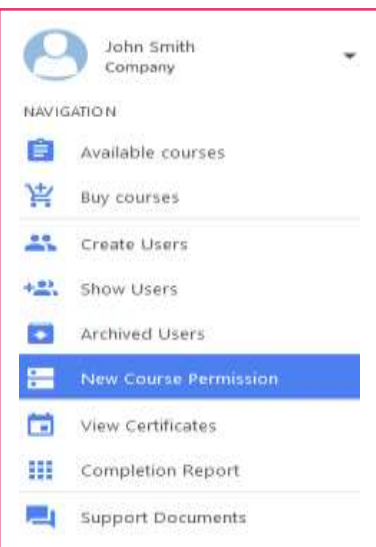 John Smith
Company
NAVIGATION
Available courses
Buy courses
Create Users
Show Users
Archived Users
New Course Permission
View Certificates
Completion Report
Support Documents